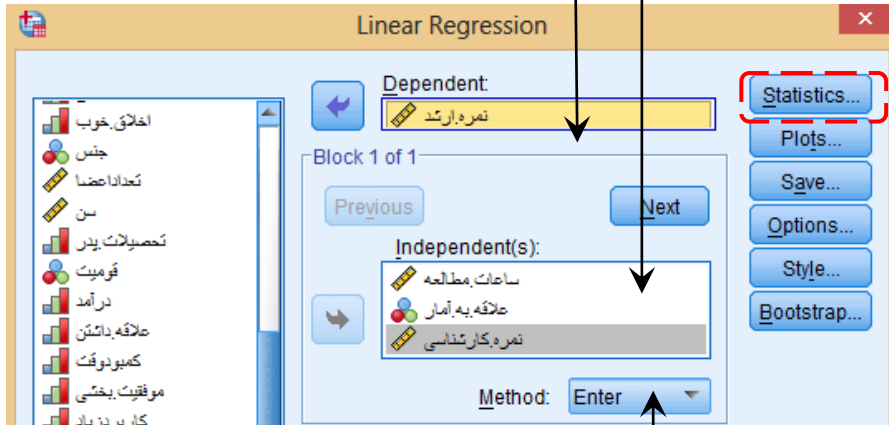 Linear Regression
Dependent:
نمره.ارشد
Block 1 of 1
Previous
Next
Independent(s):
ساعات.مطالعه
علاقه.به.آمار
نمره.کارشناسی
Method: Enter
Statistics...
Plots...
Save...
Options...
Style...
Bootstrap...
اخلاق.خوب
جنس
تعداداعضا
سن
تحصیلات.پدر
قومیت
درآمد
علاقه.داشتن
کمبودوقت
موفقیت.بخشی
کاربردزیاد